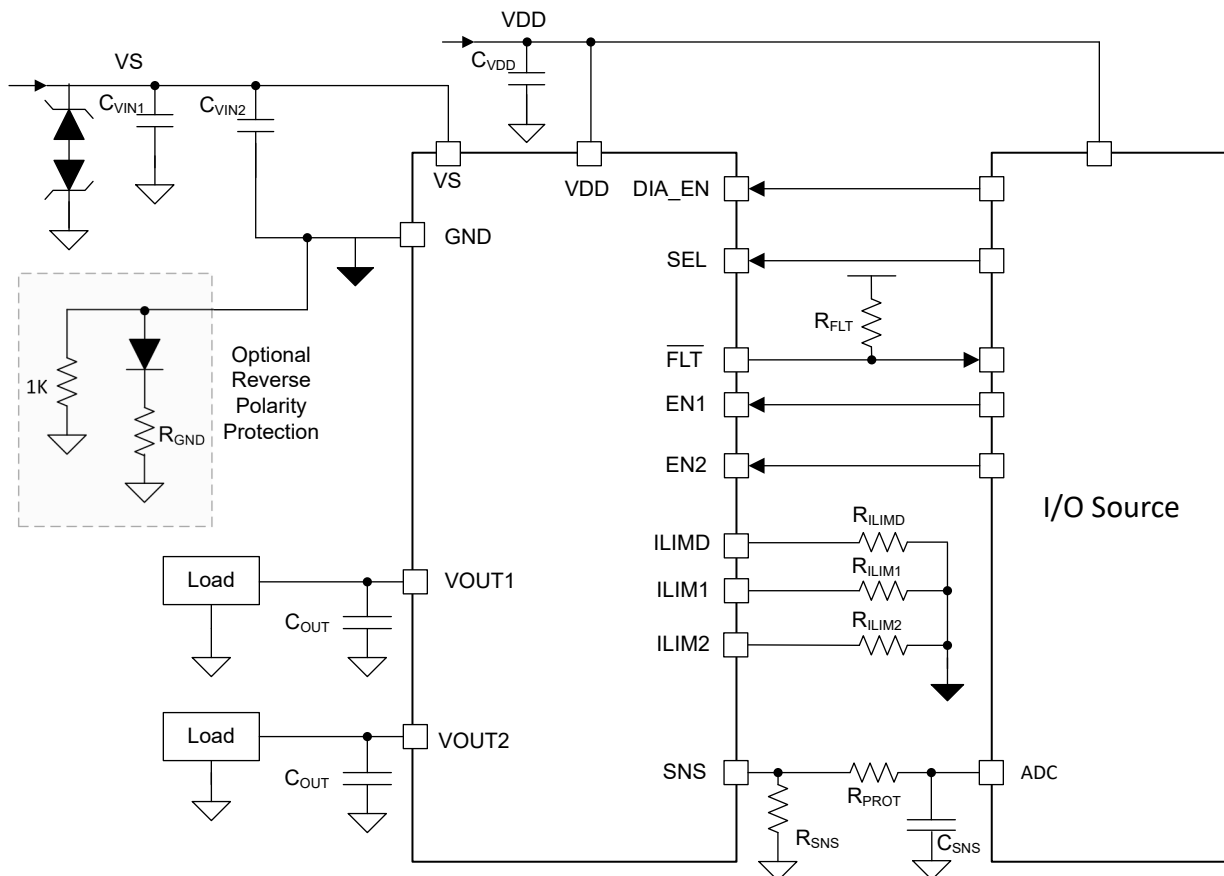 VDD
VS
CVDD
CVIN1
CVIN2
VS
VDD
DIA_EN
GND
SEL
RFLT
Optional
Reverse
Polarity
Protection
1K
RGND
FLT
EN1
EN2
I/O Source
RILIMD
ILIMD
RILIM1
ILIM1
RILIM2
ILIM2
Load
VOUT1
COUT
Load
VOUT2
COUT
SNS
ADC
RPROT
RSNS
CSNS